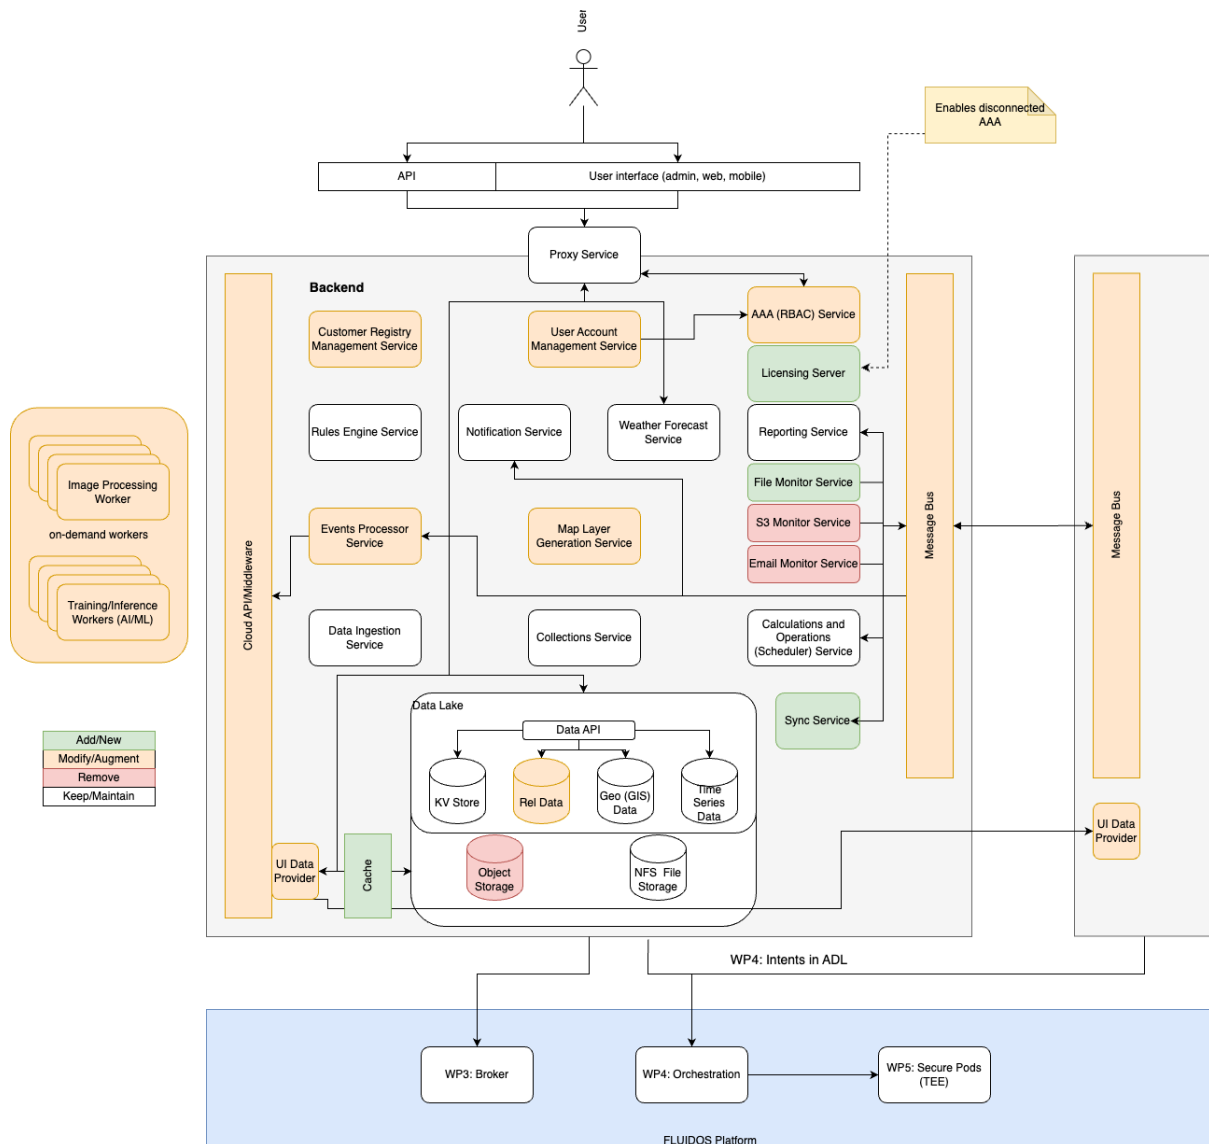 User
Enables disconnected
AAA
API
User interface (admin, web, mobile)
Proxy Service
Backend
Customer Registry
Management Service
User Account
Management Service
AAA (RBAC) Service
Licensing Server
Rules Engine Service
Notification Service
Weather Forecast
Service
Reporting Service
File Monitor Service
S3 Monitor Service
Email Monitor Service
Image Processing
Worker
on-demand workers
Training/Inference
Workers (AI/ML)
Cloud API/Middleware
Events Processor
Service
Map Layer
Generation Service
Message Bus
Message Bus
Data Ingestion
Service
Collections Service
Calculations and
Operations
(Scheduler) Service
Sync Service
Data Lake
Data API
KV Store
Rel Data
Geo (GIS)
Data
Time
Series
Data
Add/New
Modify/Augment
Remove
Keep/Maintain
UI Data
Provider
Cache
Object
Storage
NFS File
Storage
UI Data
Provider
WP4: Intents in ADL
WP3: Broker
WP4: Orchestration
WP5: Secure Pods
(TEE)
FLUIDOS Platform